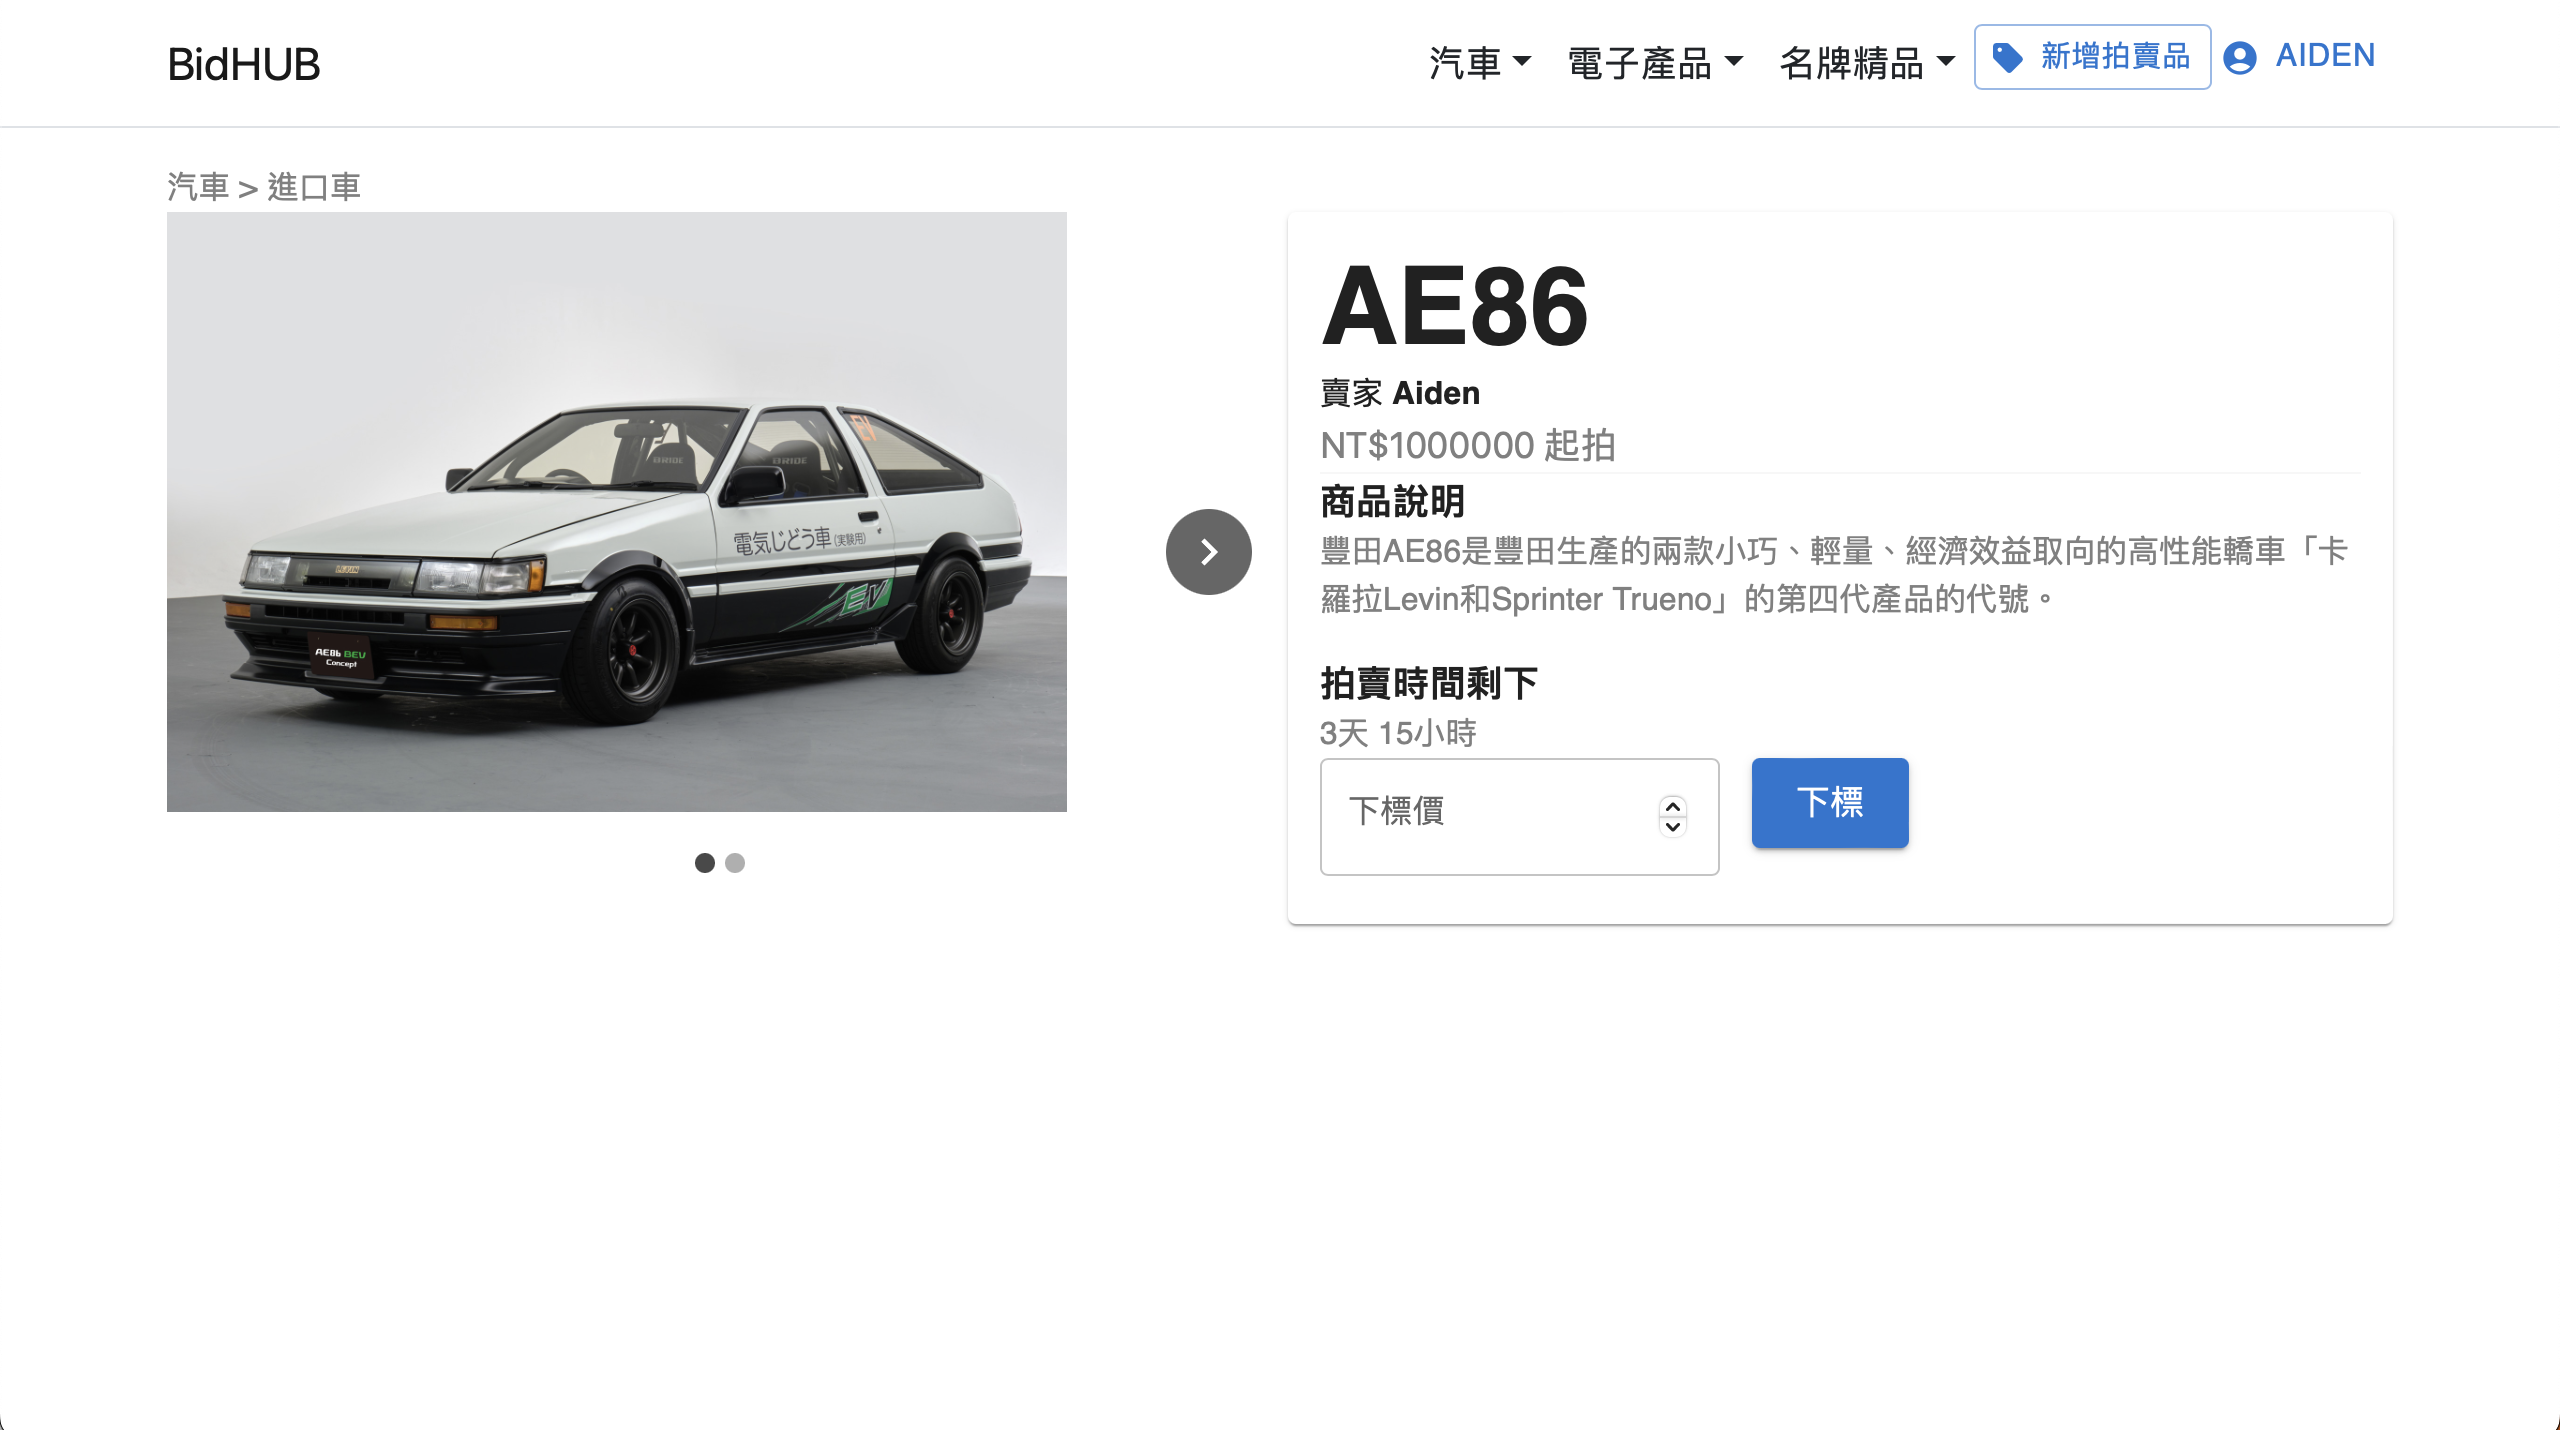 BidHUB
汽車
電子產品
名牌精品
新增拍賣品
AIDEN
汽車 > 進口車
AE86
賣家 Aiden
NT$1000000 起拍
商品說明
豐田AE86是豐田生產的兩款小巧、輕量、經濟效益取向的高性能轎車「卡
羅拉Levin和Sprinter Trueno」的第四代產品的代號。
拍賣時間剩下
3天 15小時
下標價
下標
EV
BRIDE
BRIDE
電気じどう車(実験用)
LEVIN
EV
AE86 BEV
Concept